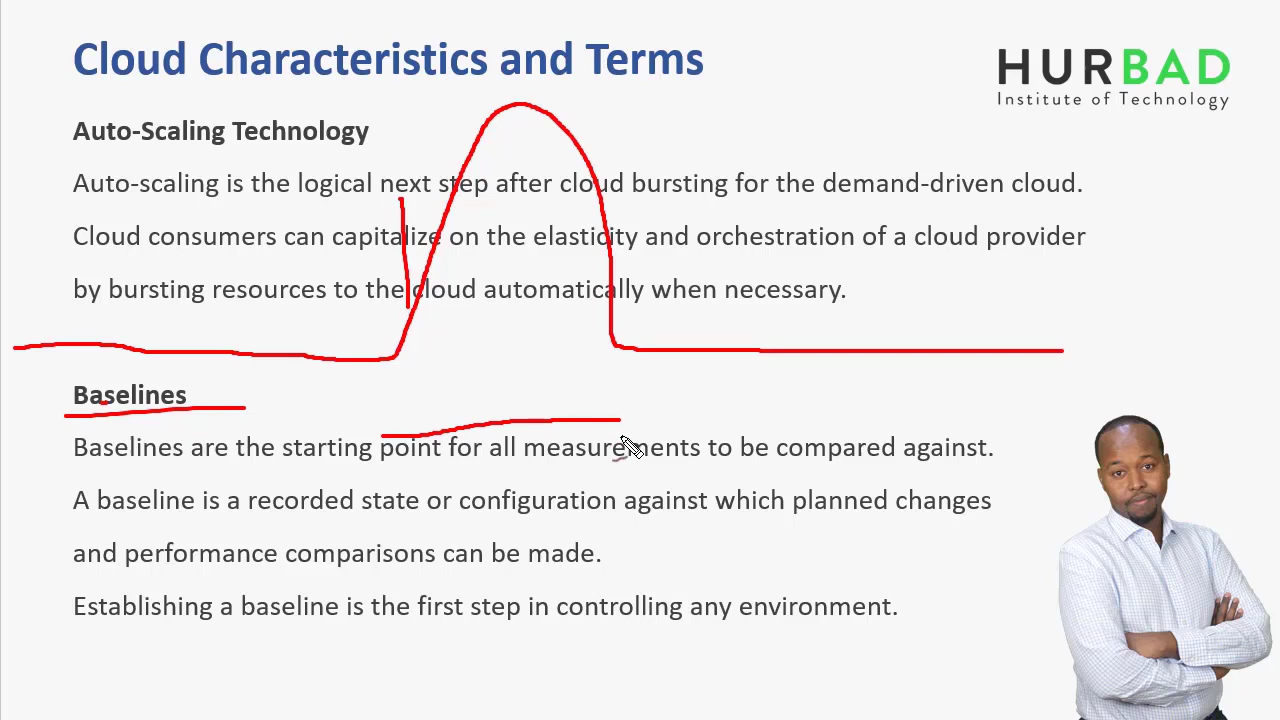 Cloud Characteristics and Terms
HURBAD
Institute of Technology
Auto-Scaling Technology
Auto-scaling is the logical next step after cloud bursting for the demand-driven cloud.
Cloud consumers can capitalize on the elasticity and orchestration of a cloud provider
by bursting resources to the cloud automatically when necessary.
Baselines
Baselines are the starting point for all measurements to be compared against.
A baseline is a recorded state or configuration against which planned changes
and performance comparisons can be made.
Establishing a baseline is the first step in controlling any environment.